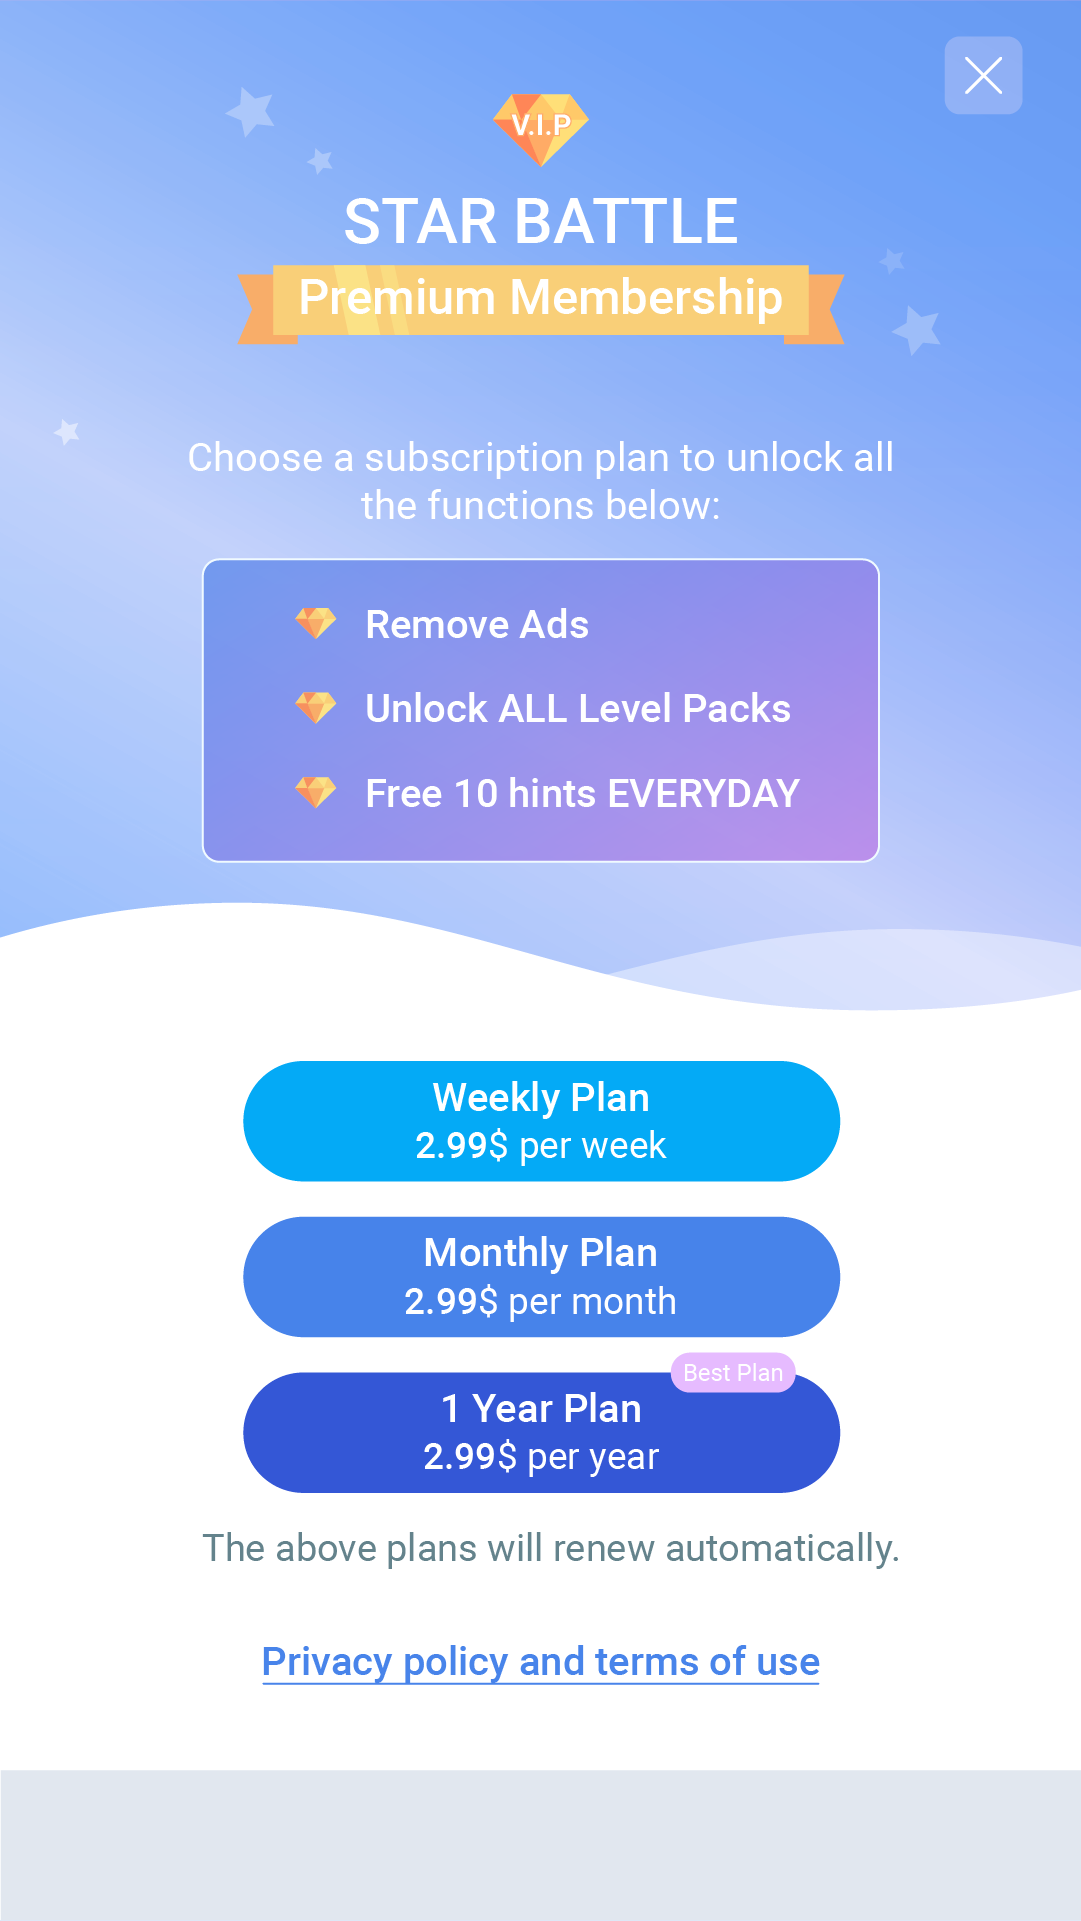 V.I.P
STAR BATTLE
Premium Membership
Choose a subscription plan to unlock all
the functions below:
Remove Ads
Unlock ALL Level Packs
Free 10 hints EVERYDAY
Weekly Plan
2.99$ per week
Monthly Plan
2.99$ per month
Best Plan
1 Year Plan
2.99$ per year
The above plans will renew automatically.
Privacy policy and terms of use